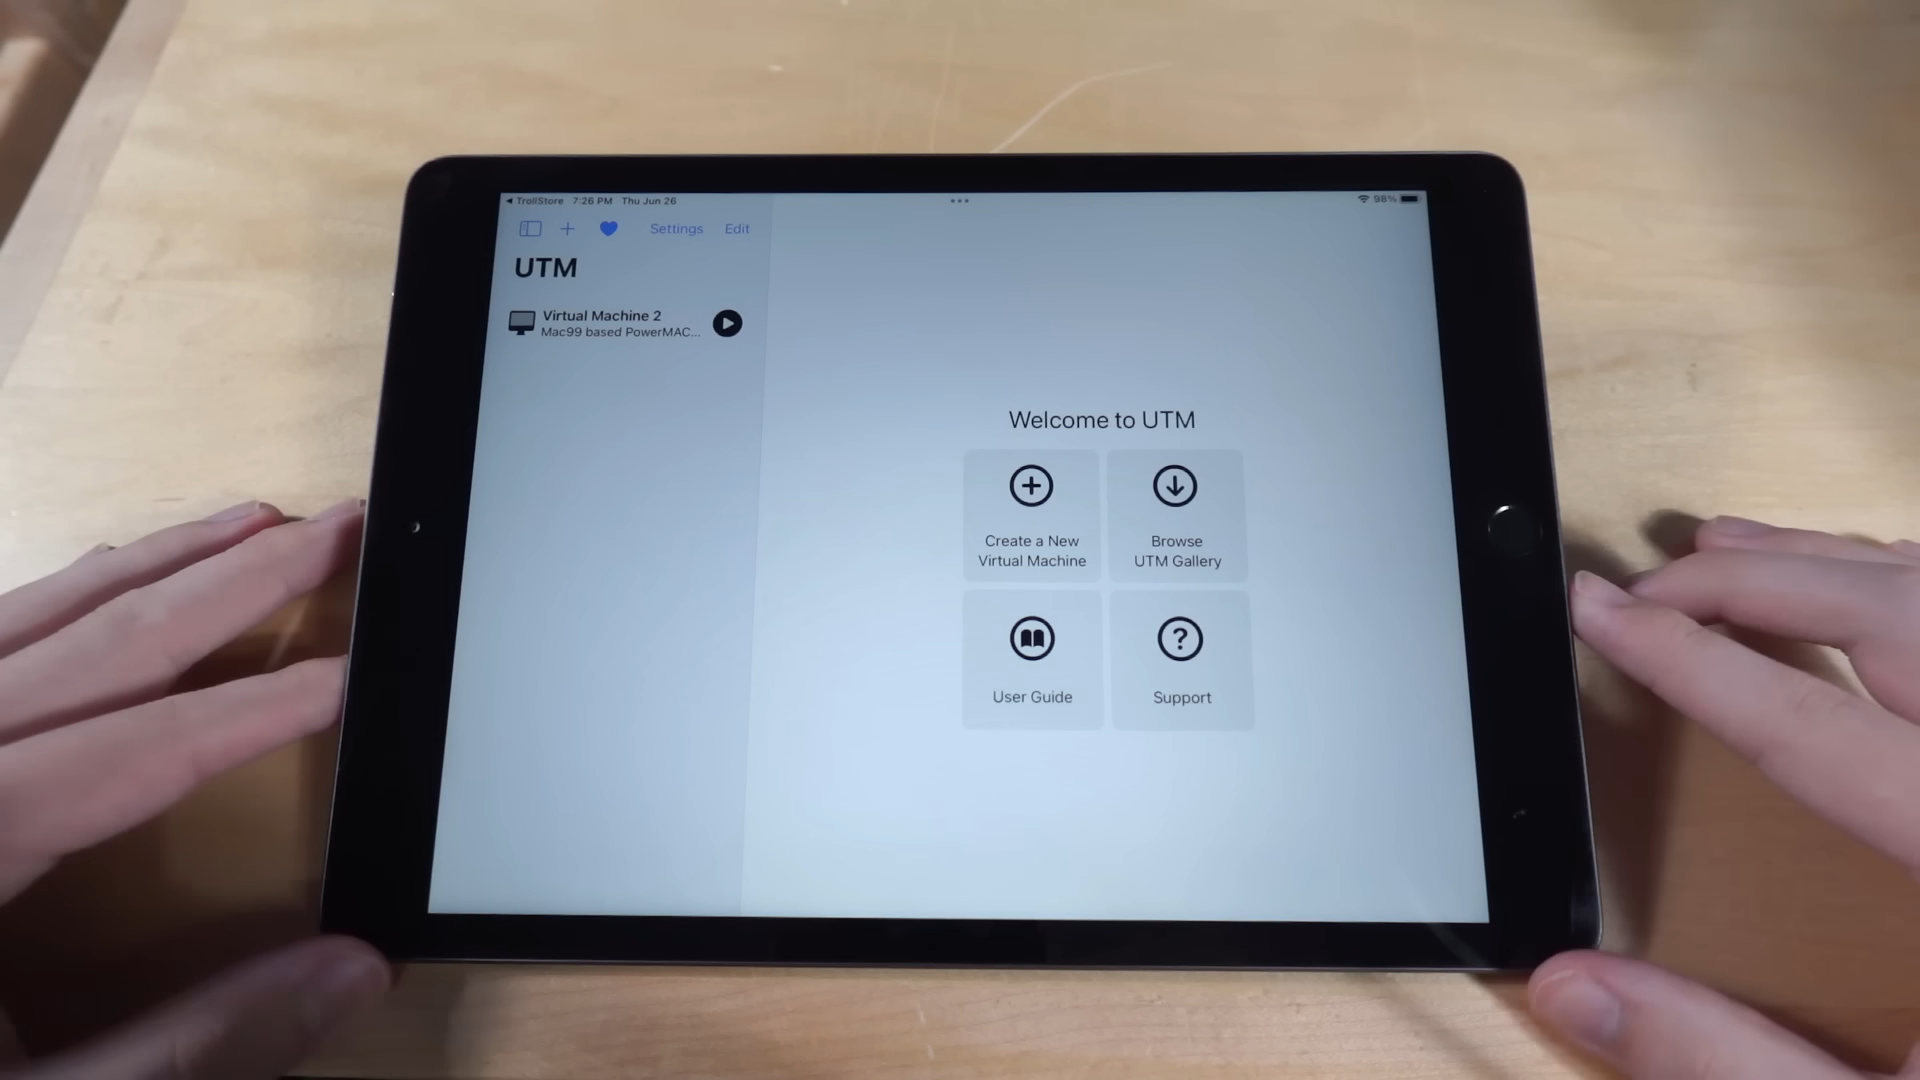 ◀ TrollStore 7:26 PM Thu Jun 26
98%
Settings Edit
UTM
Virtual Machine 2
Mac99 based PowerMAC...
Welcome to UTM
Create a New
Virtual Machine
Browse
UTM Gallery
User Guide
Support